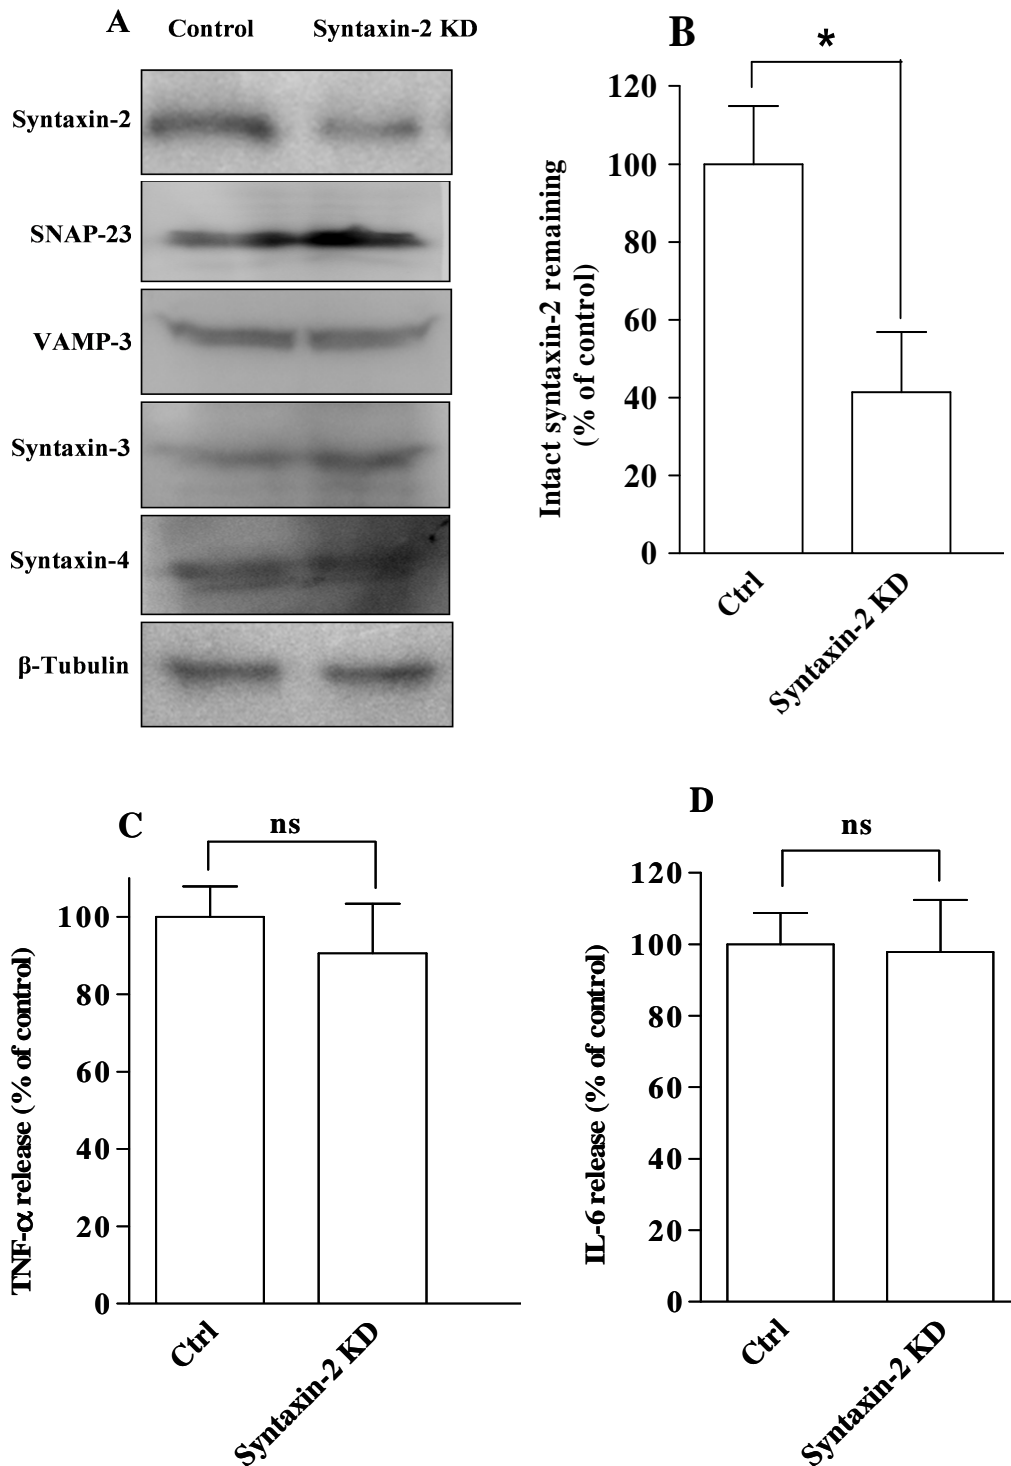 A
Control
Syntaxin-2 KD
Syntaxin-2
SNAP-23
VAMP-3
Syntaxin-3
Syntaxin-4
β-Tubulin
B
*
Intact syntaxin-2 remaining
(% of control)
120
100
80
60
40
20
0
Ctrl
Syntaxin-2 KD
C
ns
TNF-α release (% of control)
100
80
60
40
20
0
Ctrl
Syntaxin-2 KD
D
ns
IL-6 release (% of control)
120
100
80
60
40
20
0
Ctrl
Syntaxin-2 KD